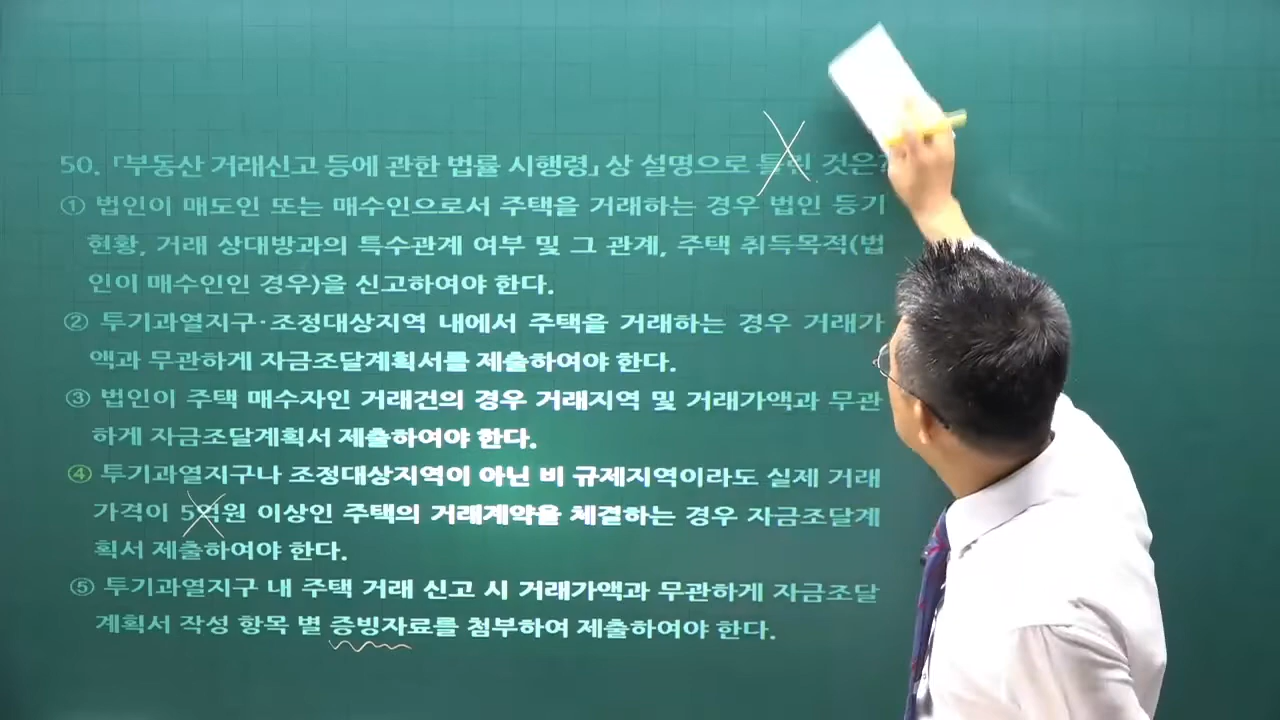 50. 「부동산 거래신고 등에 관한 법률 시행령」 상 설명으로 틀린 것은?
① 법인이 매도인 또는 매수인으로서 주택을 거래하는 경우 법인 등기
현황, 거래 상대방과의 특수관계 여부 및 그 관계, 주택 취득목적(법
인이 매수인인 경우)을 신고하여야 한다.
② 투기과열지구·조정대상지역 내에서 주택을 거래하는 경우 거래가
액과 무관하게 자금조달계획서를 제출하여야 한다.
③ 법인이 주택 매수자인 거래건의 경우 거래지역 및 거래가액과 무관
하게 자금조달계획서 제출하여야 한다.
④ 투기과열지구나 조정대상지역이 아닌 비 규제지역이라도 실제 거래
가격이 5억원 이상인 주택의 거래계약을 체결하는 경우 자금조달계
획서 제출하여야 한다.
⑤ 투기과열지구 내 주택 거래 신고 시 거래가액과 무관하게 자금조달
계획서 작성 항목 별 증빙자료를 첨부하여 제출하여야 한다.